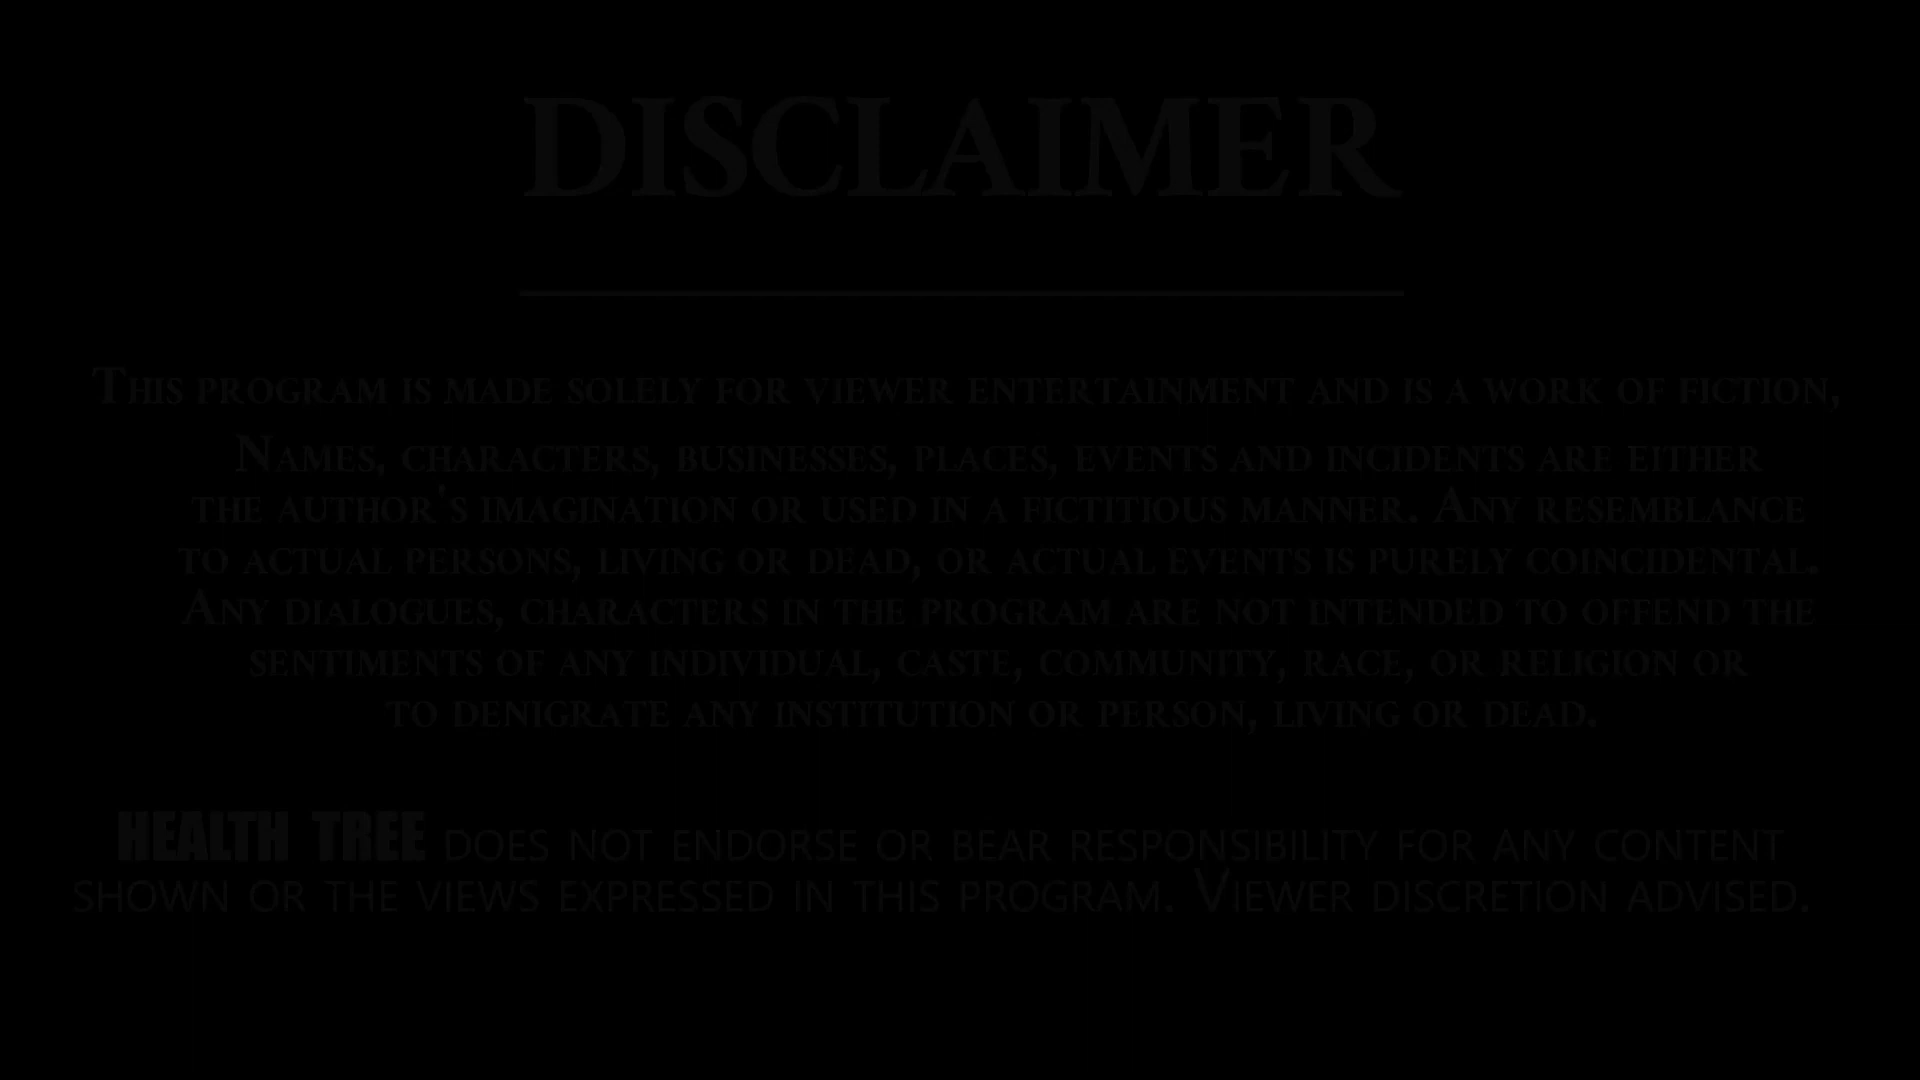 DISCLAIMER
This program is made solely for viewer entertainment and is a work of fiction,
Names, characters, businesses, places, events and incidents are either
the author's imagination or used in a fictitious manner. Any resemblance
to actual persons, living or dead, or actual events is purely coincidental.
Any dialogues, characters in the program are not intended to offend the
sentiments of any individual, caste, community, race, or religion or
to denigrate any institution or person, living or dead.
HEALTH TREE does not endorse or bear responsibility for any content
shown or the views expressed in this program. Viewer discretion advised.